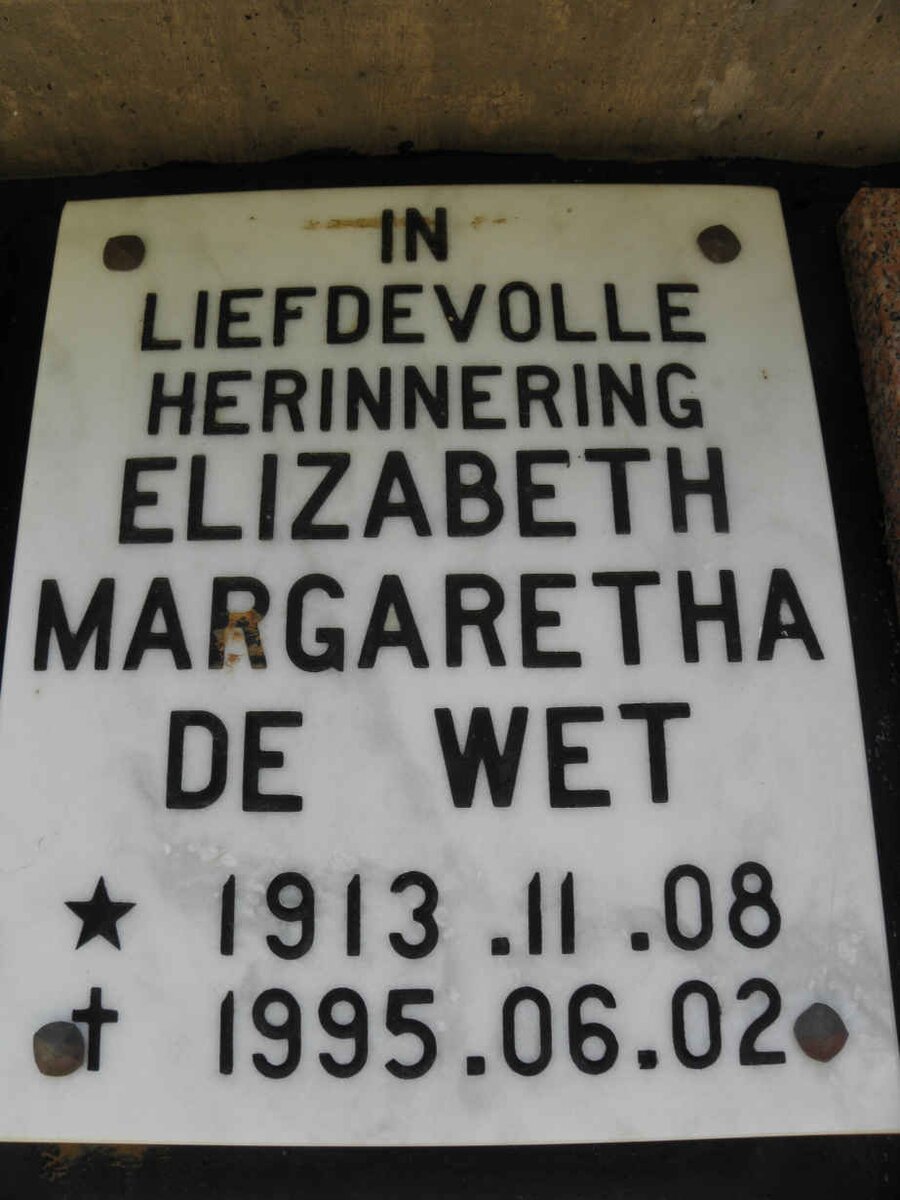 IN
LIEFDEVOLLE
HERINNERING
ELIZABETH
MARGARETHA
DE WET
★ 1913.11.08
✝ 1995.06.02